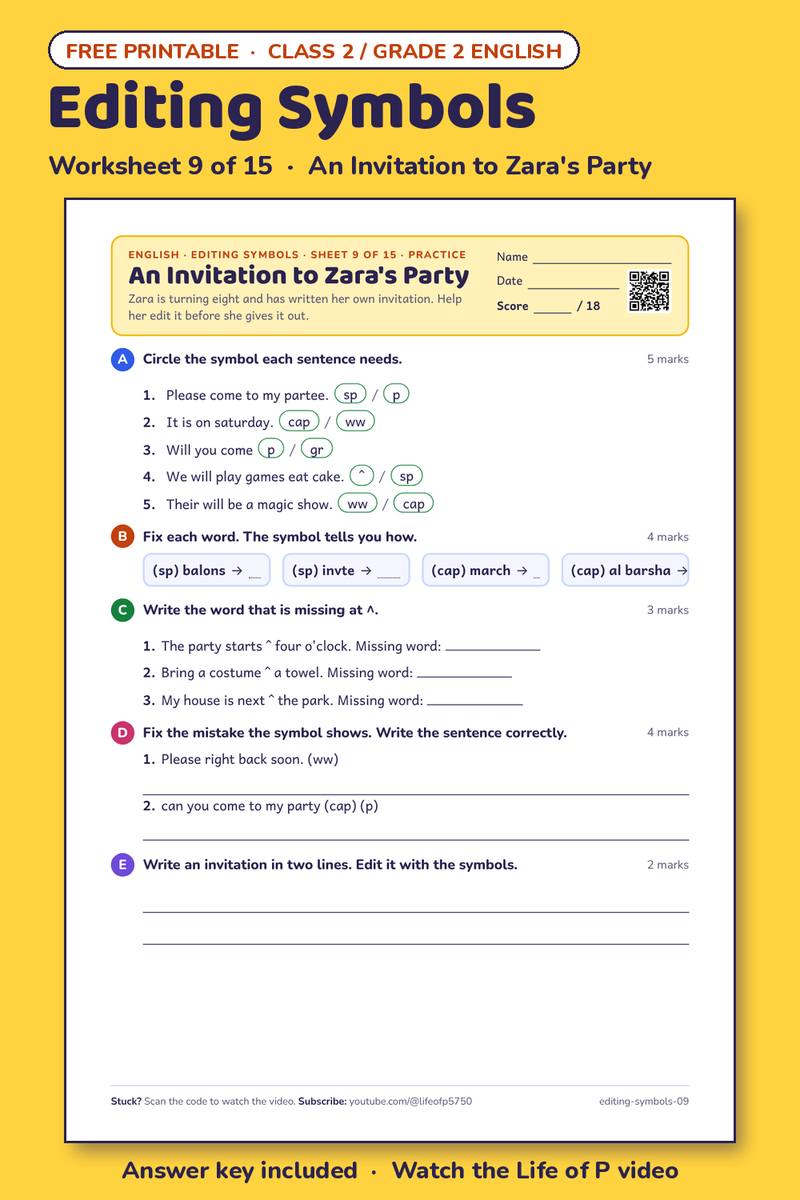 FREE PRINTABLE · CLASS 2 / GRADE 2 ENGLISH
Editing Symbols
Worksheet 9 of 15 · An Invitation to Zara's Party
ENGLISH · EDITING SYMBOLS · SHEET 9 OF 15 · PRACTICE
An Invitation to Zara's Party
Zara is turning eight and has written her own invitation. Help
her edit it before she gives it out.
Name ____________
Date ____________
Score _____ / 18
A Circle the symbol each sentence needs. 5 marks
1. Please come to my partee. sp / p
2. It is on saturday. cap / ww
3. Will you come p / gr
4. We will play games eat cake. ^ / sp
5. Their will be a magic show. ww / cap
B Fix each word. The symbol tells you how. 4 marks
(sp) balons → __ (sp) invte → ___ (cap) march → _ (cap) al barsha →
C Write the word that is missing at ^. 3 marks
1. The party starts ^ four o'clock. Missing word: ____________
2. Bring a costume ^ a towel. Missing word: ____________
3. My house is next ^ the park. Missing word: ____________
D Fix the mistake the symbol shows. Write the sentence correctly. 4 marks
1. Please right back soon. (ww)
2. can you come to my party (cap) (p)
E Write an invitation in two lines. Edit it with the symbols. 2 marks
Stuck? Scan the code to watch the video. Subscribe: youtube.com/@lifeofp5750 editing-symbols-09
Answer key included · Watch the Life of P video